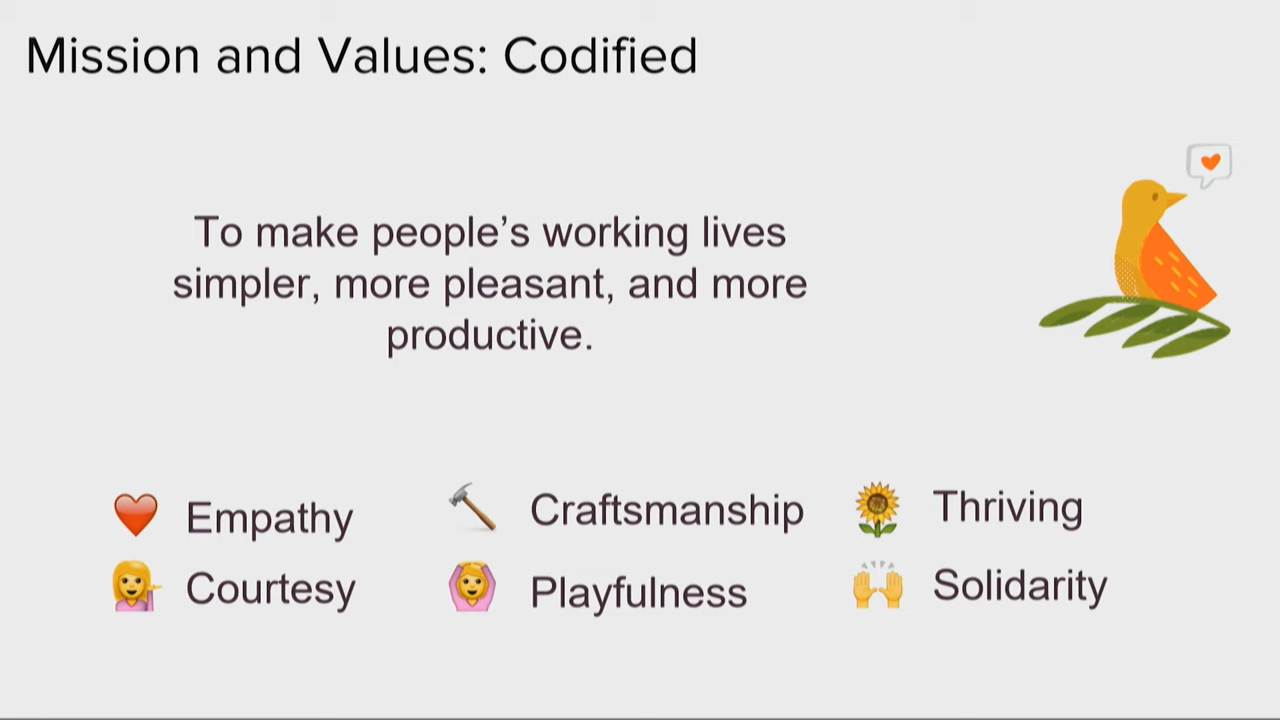 Mission and Values: Codified
To make people's working lives
simpler, more pleasant, and more
productive.
Empathy
Craftsmanship
Thriving
Courtesy
Playfulness
Solidarity